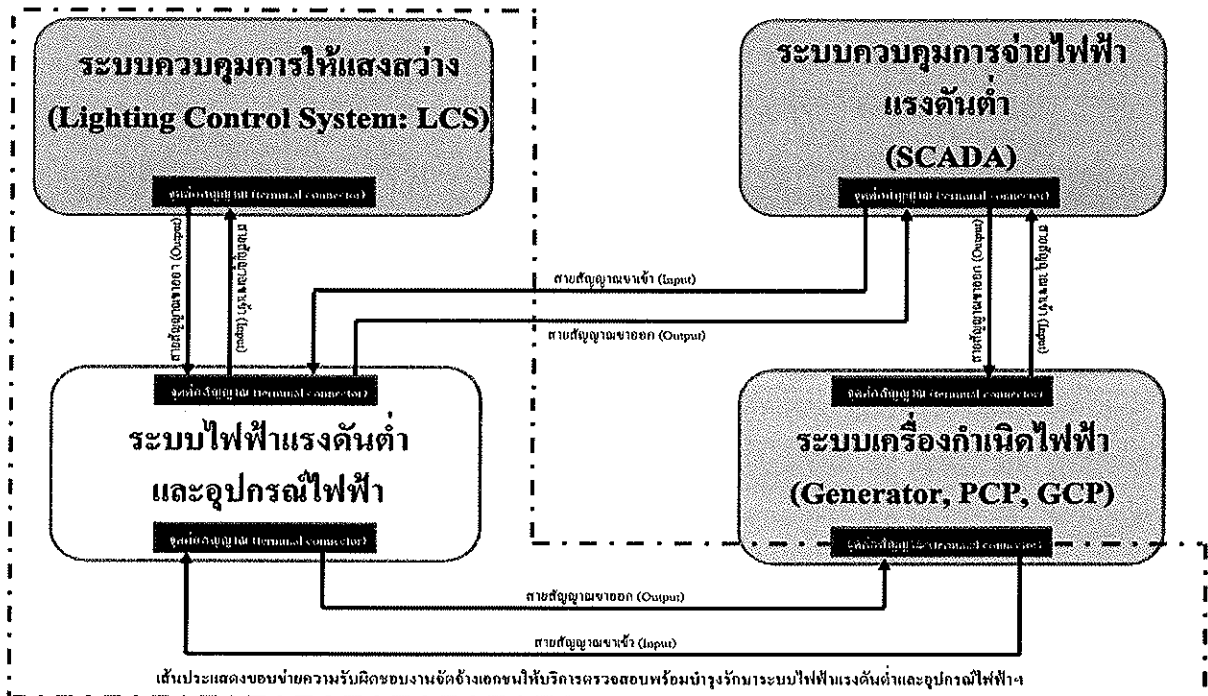 ระบบควบคุมการให้แสงสว่าง
(Lighting Control System: LCS)
จุดต่อสัญญาณ (terminal connector)
ระบบควบคุมการจ่ายไฟฟ้า
แรงดันต่ำ
(SCADA)
จุดต่อสัญญาณ (terminal connector)
สายสัญญาณขาออก (Output)
สายสัญญาณขาเข้า (Input)
สายสัญญาณขาเข้า (Input)
สายสัญญาณขาออก (Output)
สายสัญญาณขาออก (Output)
สายสัญญาณขาเข้า (Input)
จุดต่อสัญญาณ (terminal connector)
ระบบไฟฟ้าแรงดันต่ำ
และอุปกรณ์ไฟฟ้า
จุดต่อสัญญาณ (terminal connector)
จุดต่อสัญญาณ (terminal connector)
ระบบเครื่องกำเนิดไฟฟ้า
(Generator, PCP, GCP)
จุดต่อสัญญาณ (terminal connector)
สายสัญญาณขาออก (Output)
สายสัญญาณขาเข้า (Input)
เส้นประแสดงขอบข่ายความรับผิดชอบงานจัดจ้างเอกชนให้บริการตรวจสอบพร้อมบำรุงรักษาระบบไฟฟ้าแรงดันต่ำและอุปกรณ์ไฟฟ้าฯ